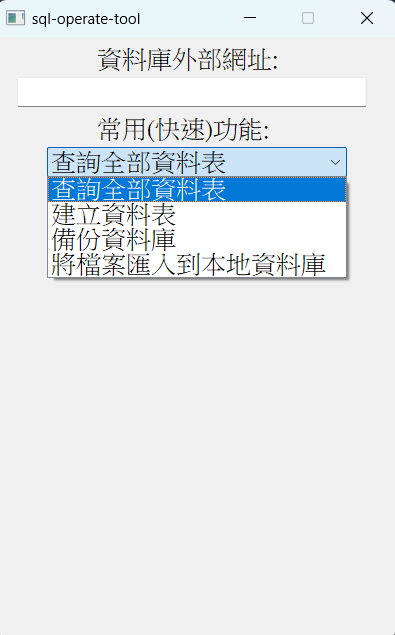 sql-operate-tool
資料庫外部網址:
常用(快速)功能:
查詢全部資料表
查詢全部資料表
建立資料表
備份資料庫
將檔案匯入到本地資料庫